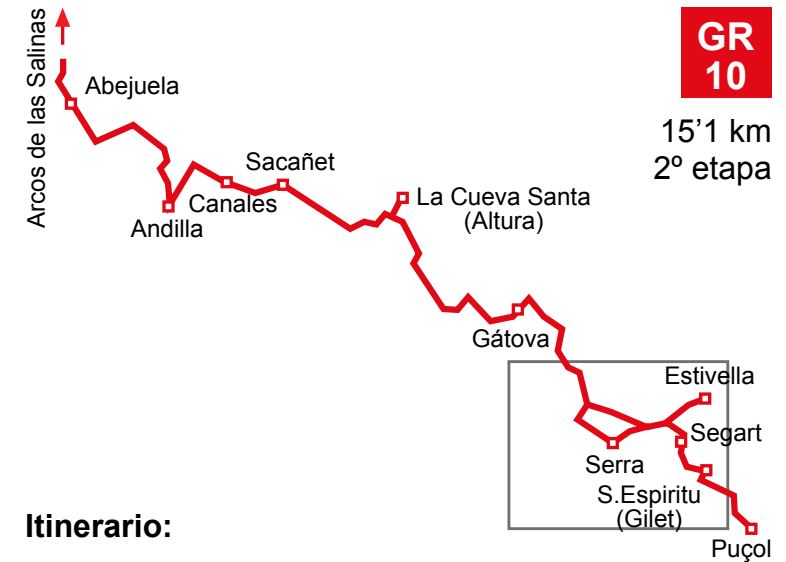 Arcos de las Salinas
GR
10
15'1 km
2º etapa
Abejuela
Sacañet
Canales
Andilla
La Cueva Santa
(Altura)
Gátova
Estivella
Segart
Serra
S.Espiritu
(Gilet)
Puçol
Itinerario: